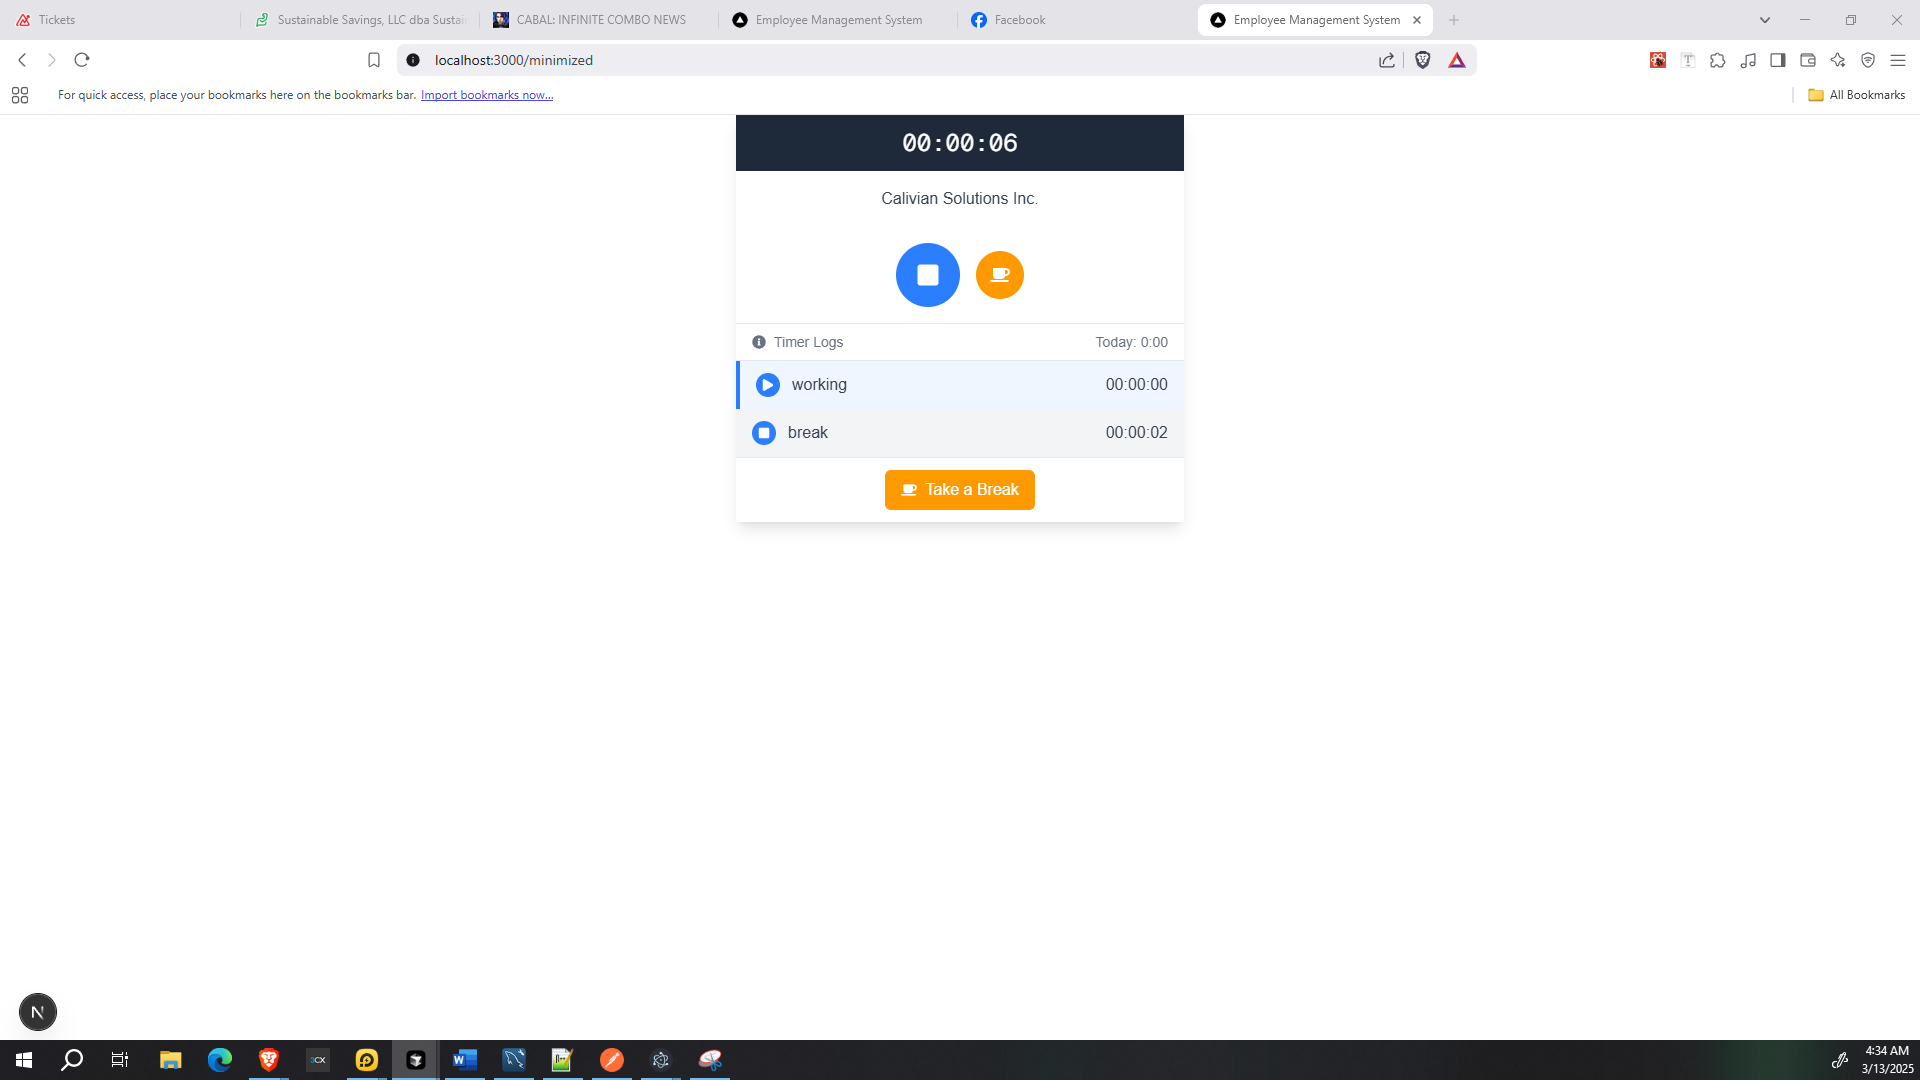 Tickets
Sustainable Savings, LLC dba Sustai
CABAL: INFINITE COMBO NEWS
Employee Management System
Facebook
Employee Management System
localhost:3000/minimized
For quick access, place your bookmarks here on the bookmarks bar. Import bookmarks now...
All Bookmarks
00:00:06
Calivian Solutions Inc.
Timer Logs
Today: 0:00
working
00:00:00
break
00:00:02
Take a Break
N
3CX
W
4:34 AM
3/13/2025